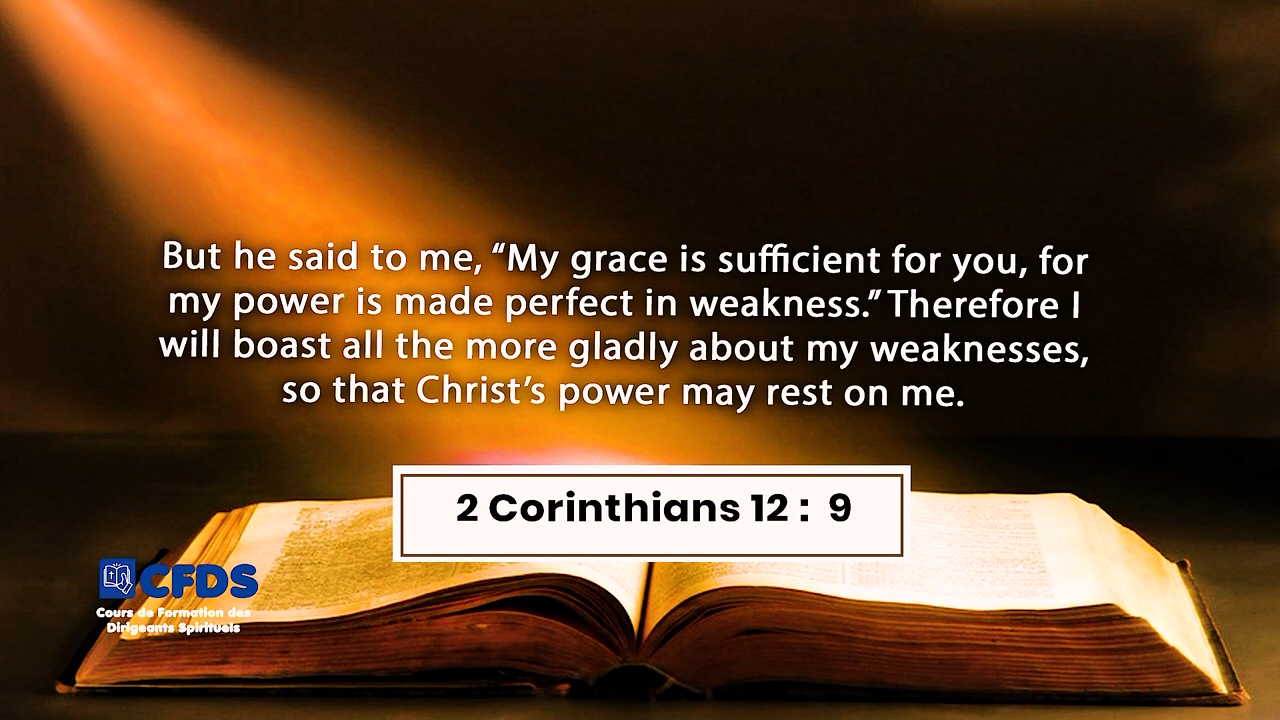 But he said to me, “My grace is sufficient for you, for
my power is made perfect in weakness.” Therefore I
will boast all the more gladly about my weaknesses,
so that Christ’s power may rest on me.
2 Corinthians 12 : 9
CFDS
Cours de Formation des
Dirigeants Spirituels